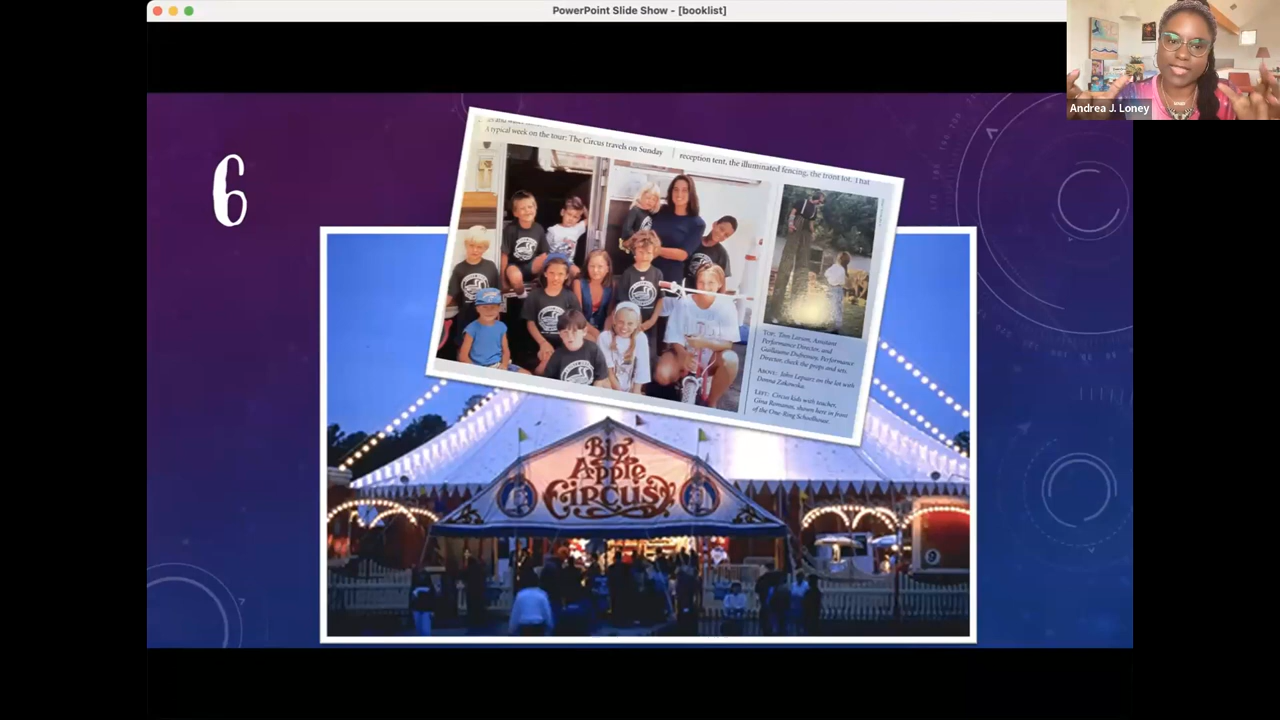 PowerPoint Slide Show - [booklist]
Andrea J. Loney
6
A typical week on the tour: The Circus travels on Sunday
reception tent, the illuminated fencing, the front lot. That
TOP: Tom Larson, Assistant
Performance Director, and
Guillaume Dufresnoy, Performance
Director, check the props and sets.
ABOVE: John Lepiarz on the lot with
Donna Zakowska.
LEFT: Circus kids with teacher,
Gina Romanas, shown here in front
of the One-Ring Schoolhouse.
Big
Apple
Circus
9